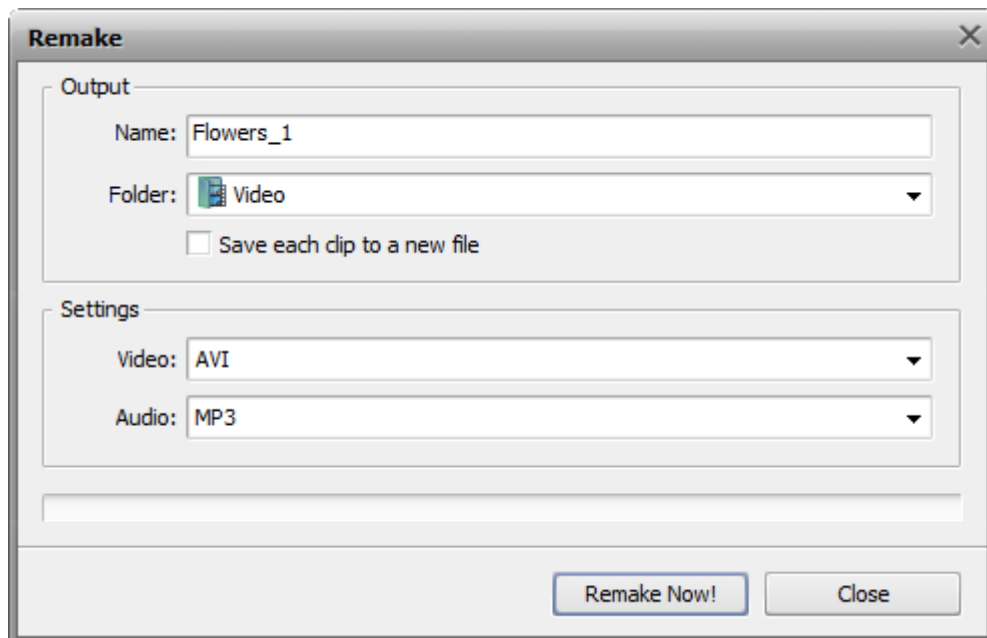 Remake
Output
Name: Flowers_1
Folder: Video
Save each clip to a new file
Settings
Video: AVI
Audio: MP3
Remake Now! Close